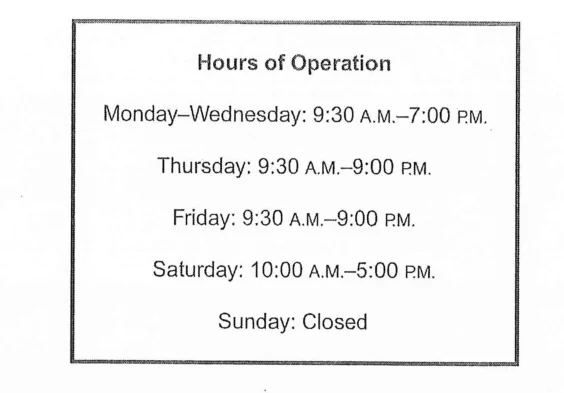 Hours of Operation
Monday–Wednesday: 9:30 A.M.–7:00 P.M.
Thursday: 9:30 A.M.–9:00 P.M.
Friday: 9:30 A.M.–9:00 P.M.
Saturday: 10:00 A.M.–5:00 P.M.
Sunday: Closed